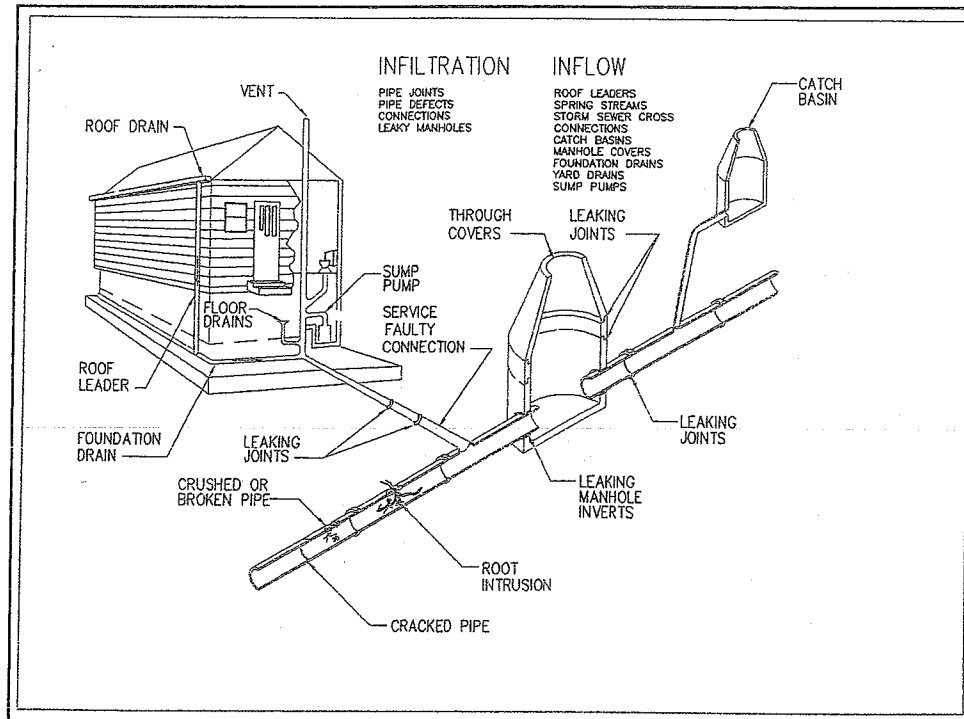 INFILTRATION
PIPE JOINTS
PIPE DEFECTS
CONNECTIONS
LEAKY MANHOLES
INFLOW
ROOF LEADERS
SPRING STREAMS
STORM SEWER CROSS
CONNECTIONS
CATCH BASINS
MANHOLE COVERS
FOUNDATION DRAINS
YARD DRAINS
SUMP PUMPS
CATCH
BASIN
VENT
ROOF DRAIN
THROUGH
COVERS
LEAKING
JOINTS
SUMP
PUMP
FLOOR
DRAINS
SERVICE
FAULTY
CONNECTION
ROOF
LEADER
FOUNDATION
DRAIN
LEAKING
JOINTS
LEAKING
JOINTS
CRUSHED OR
BROKEN PIPE
LEAKING
MANHOLE
INVERTS
ROOT
INTRUSION
CRACKED PIPE